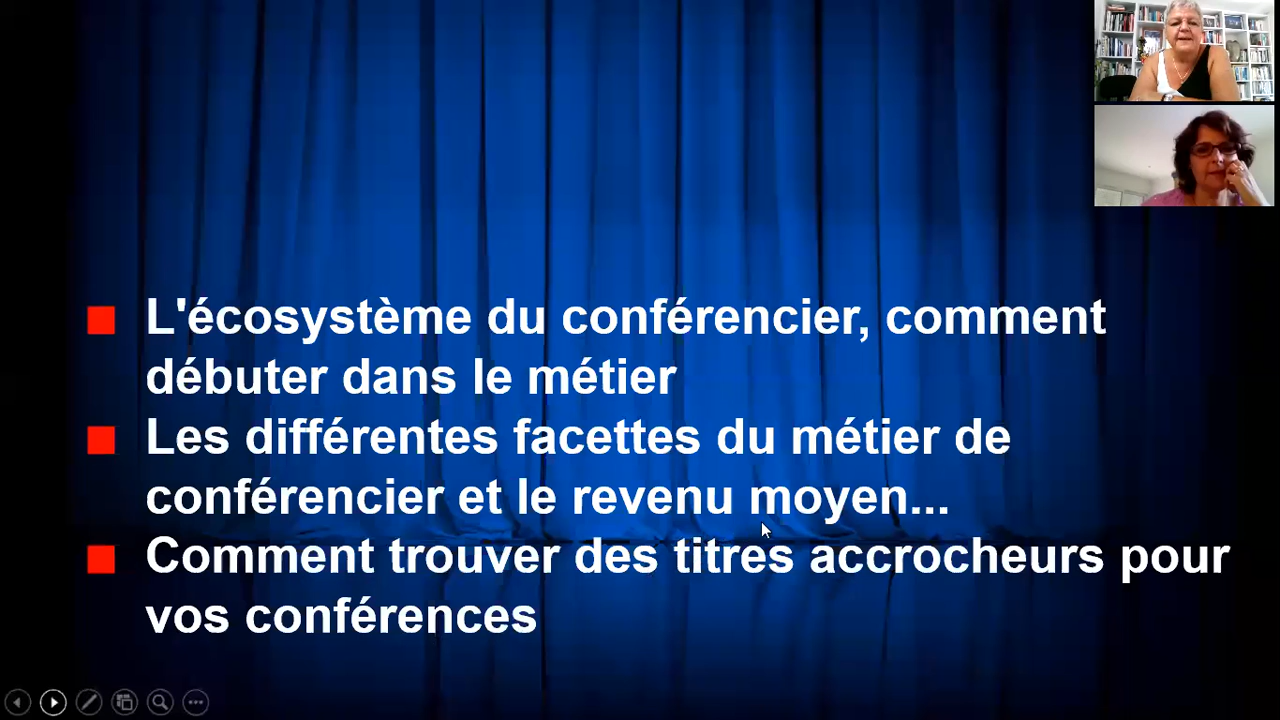 L'écosystème du conférencier, comment
débuter dans le métier
Les différentes facettes du métier de
conférencier et le revenu moyen...
Comment trouver des titres accrocheurs pour
vos conférences